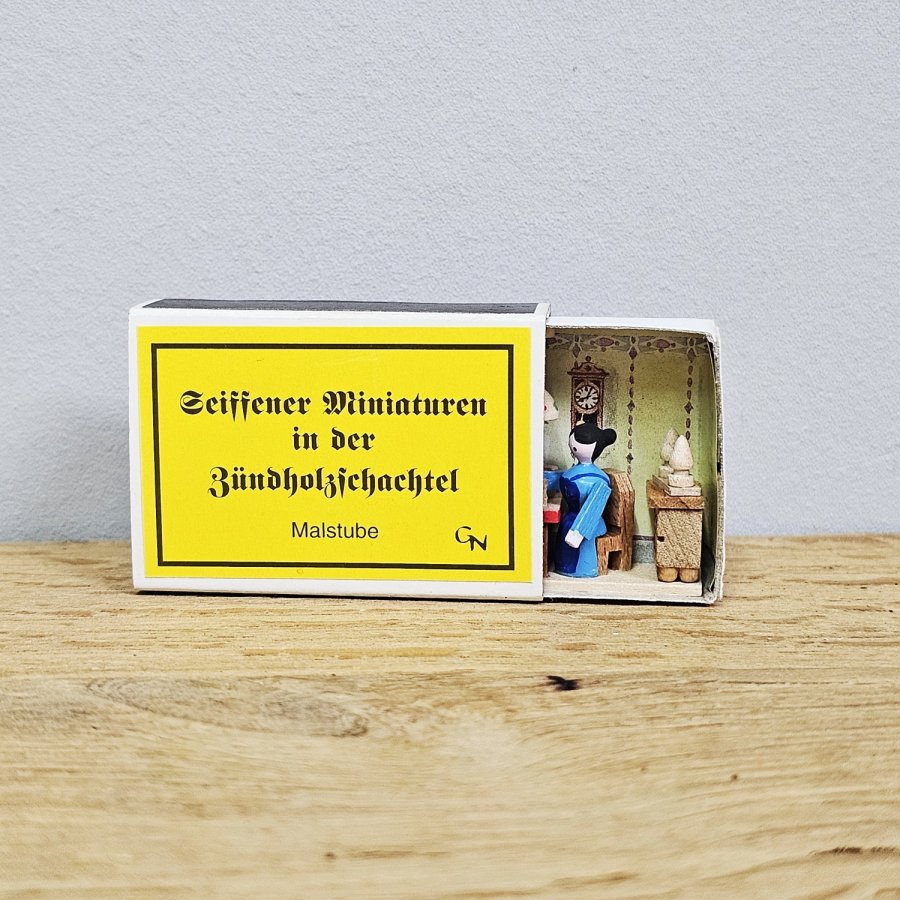 Seiffener Miniaturen
in der
Zündholzschachtel
Malstube
GN